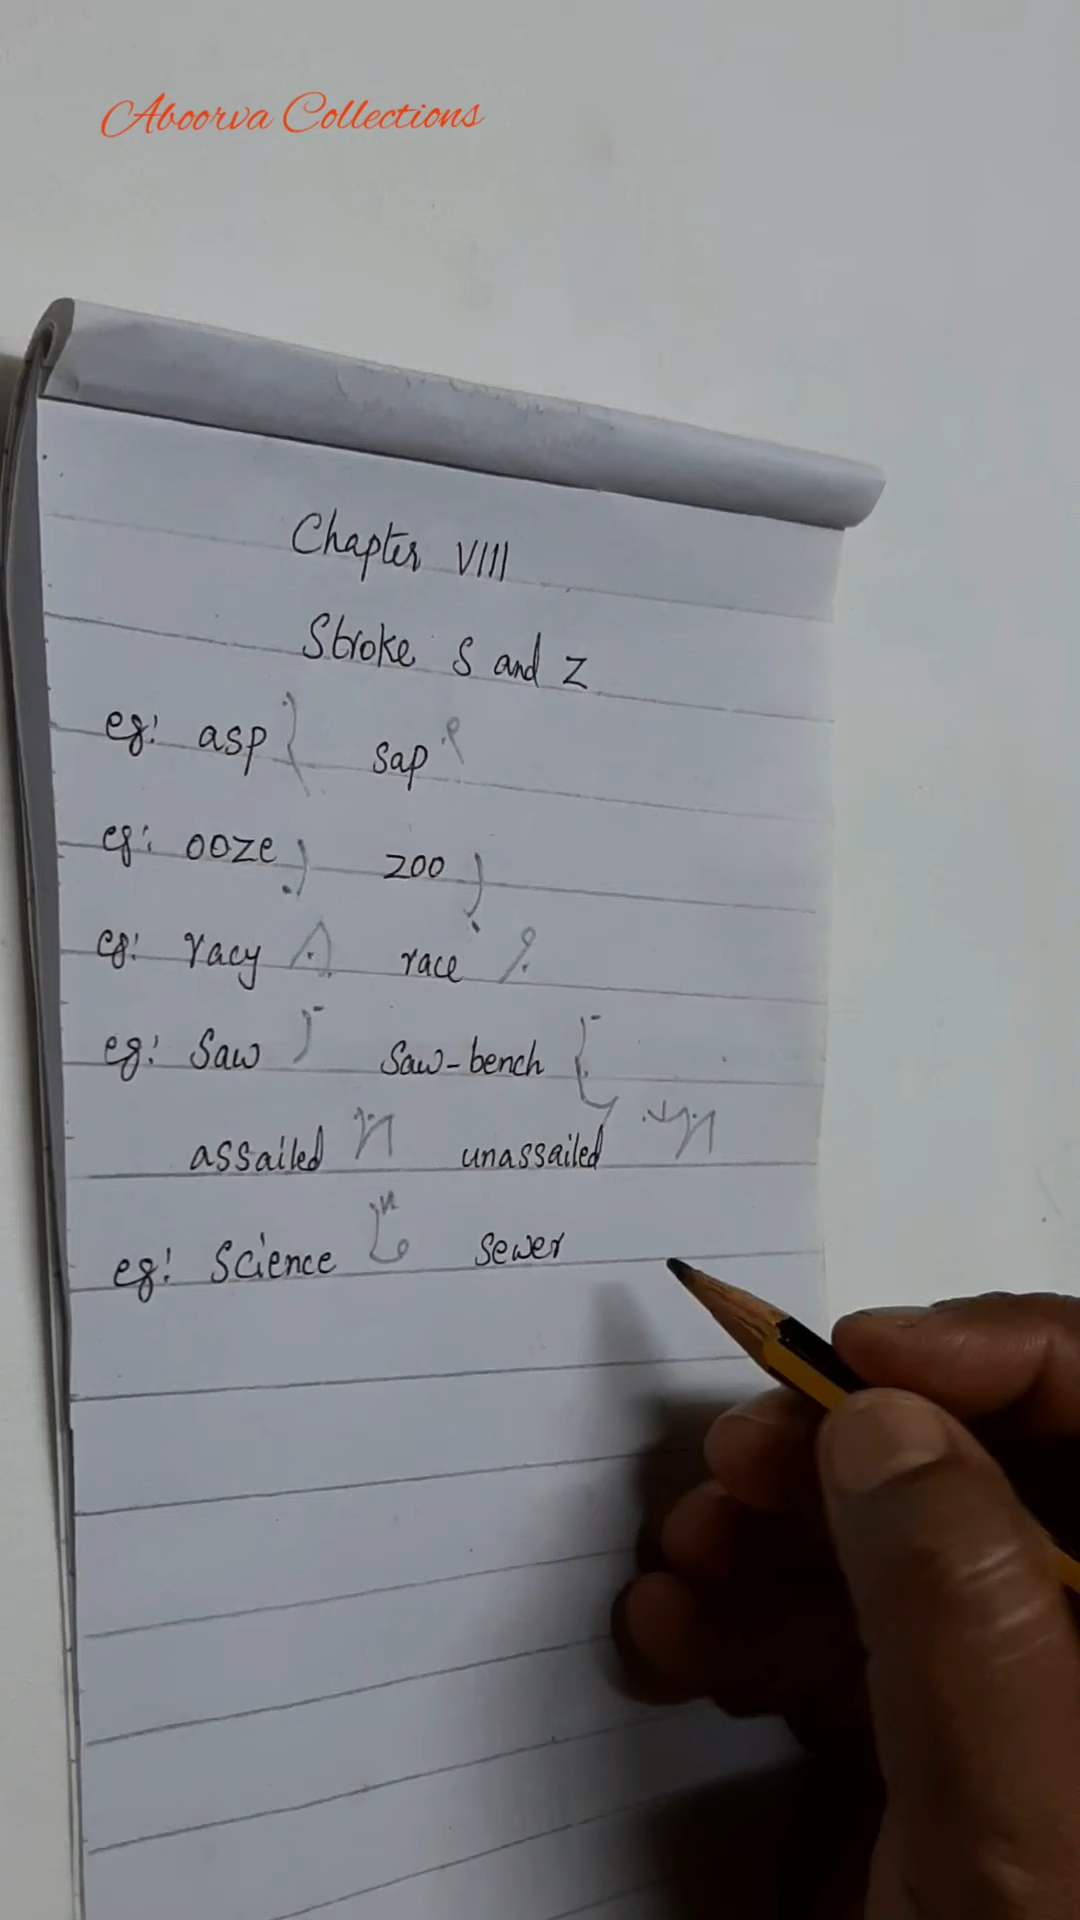 Aboorva Collections
Chapter VIII
Stroke S and Z
eg: asp sap
eg: ooze zoo
eg: racy race
eg: Saw Saw-bench
assailed unassailed
eg: Science Sewer